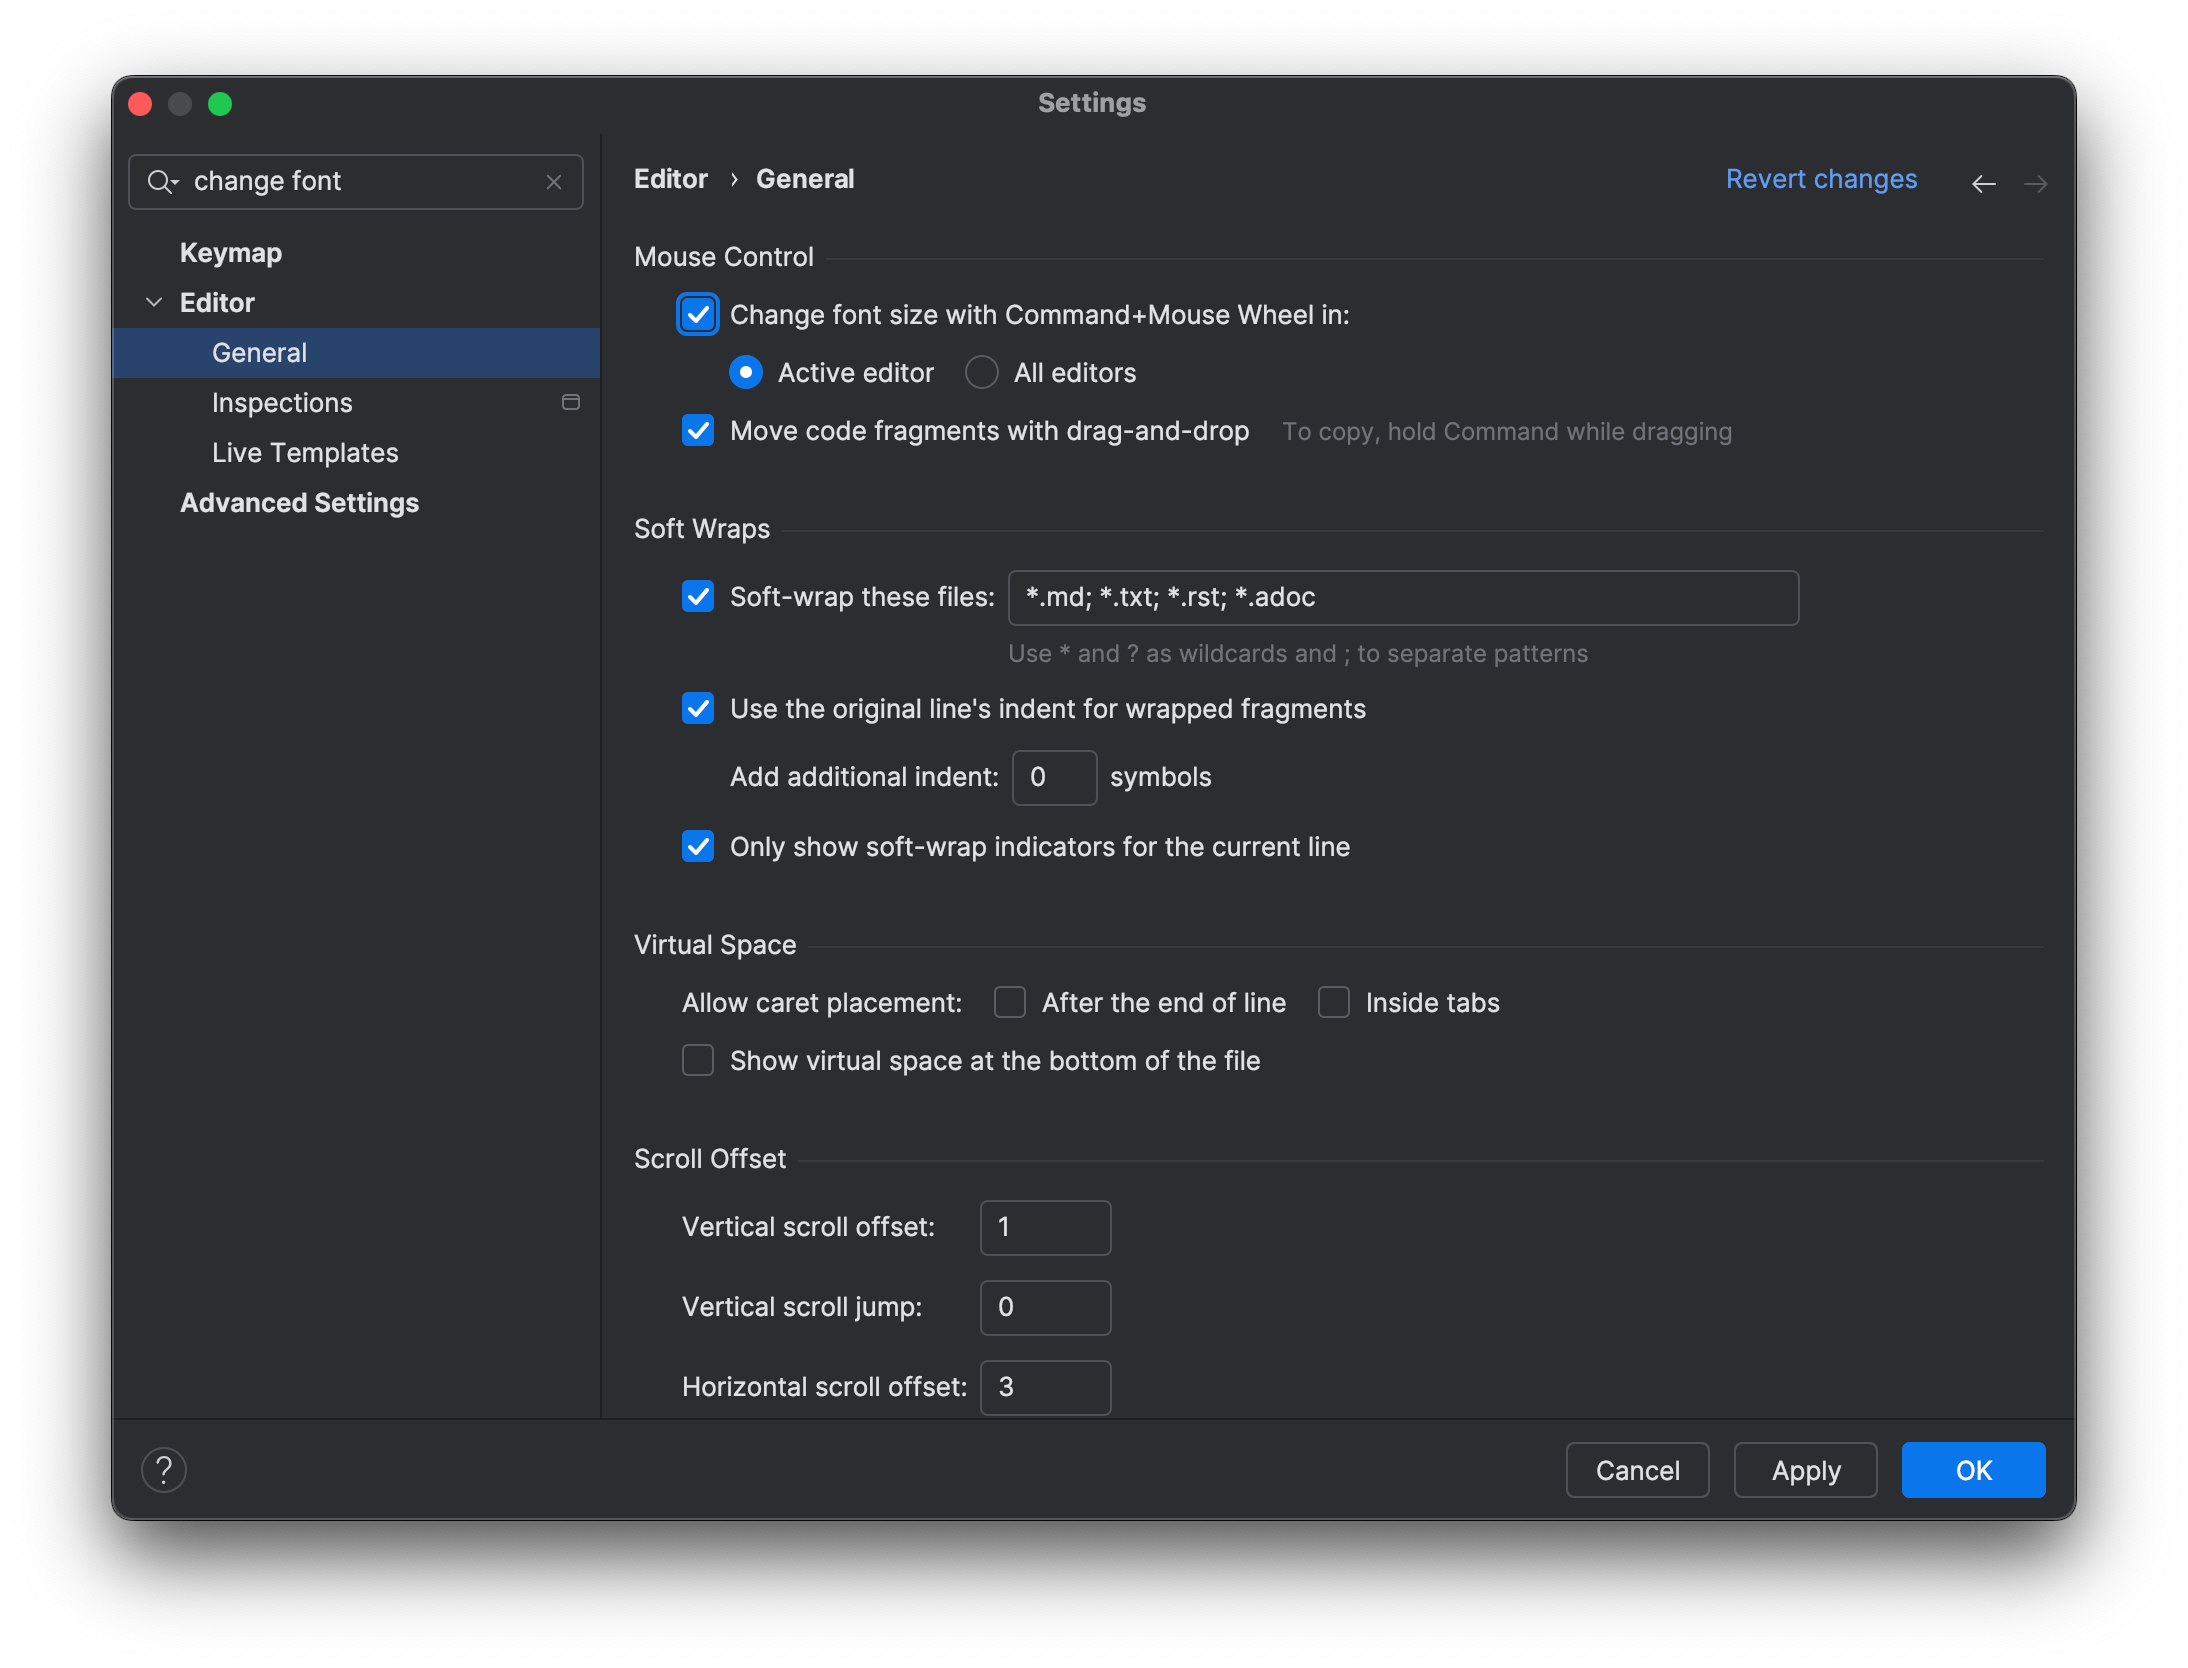 Settings
change font
Keymap
Editor
General
Inspections
Live Templates
Advanced Settings
Editor › General
Revert changes
Mouse Control
Change font size with Command+Mouse Wheel in:
Active editor All editors
Move code fragments with drag-and-drop To copy, hold Command while dragging
Soft Wraps
Soft-wrap these files: *.md; *.txt; *.rst; *.adoc
Use * and ? as wildcards and ; to separate patterns
Use the original line's indent for wrapped fragments
Add additional indent: 0 symbols
Only show soft-wrap indicators for the current line
Virtual Space
Allow caret placement: After the end of line Inside tabs
Show virtual space at the bottom of the file
Scroll Offset
Vertical scroll offset: 1
Vertical scroll jump: 0
Horizontal scroll offset: 3
? Cancel Apply OK